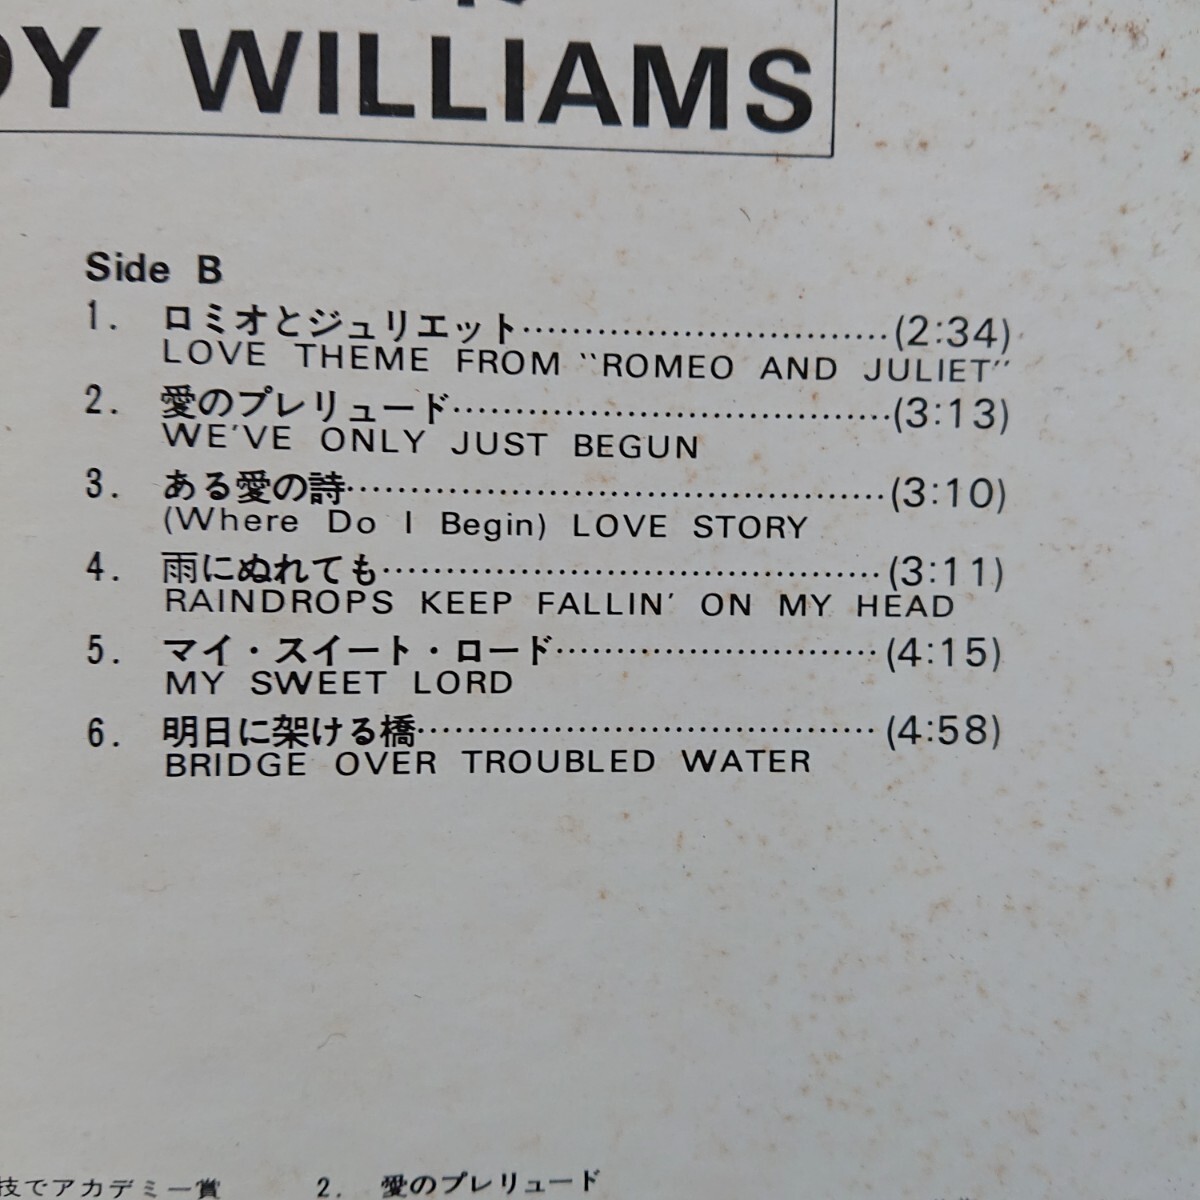 WILLIAMS
Side B
1. ロミオとジュリエット……………………………(2:34)
LOVE THEME FROM "ROMEO AND JULIET"
2. 愛のプレリュード…………………………………(3:13)
WE'VE ONLY JUST BEGUN
3. ある愛の詩…………………………………………(3:10)
(Where Do I Begin) LOVE STORY
4. 雨にぬれても………………………………………(3:11)
RAINDROPS KEEP FALLIN' ON MY HEAD
5. マイ・スイート・ロード…………………………(4:15)
MY SWEET LORD
6. 明日に架ける橋……………………………………(4:58)
BRIDGE OVER TROUBLED WATER
技でアカデミー賞
2. 愛のプレリュード